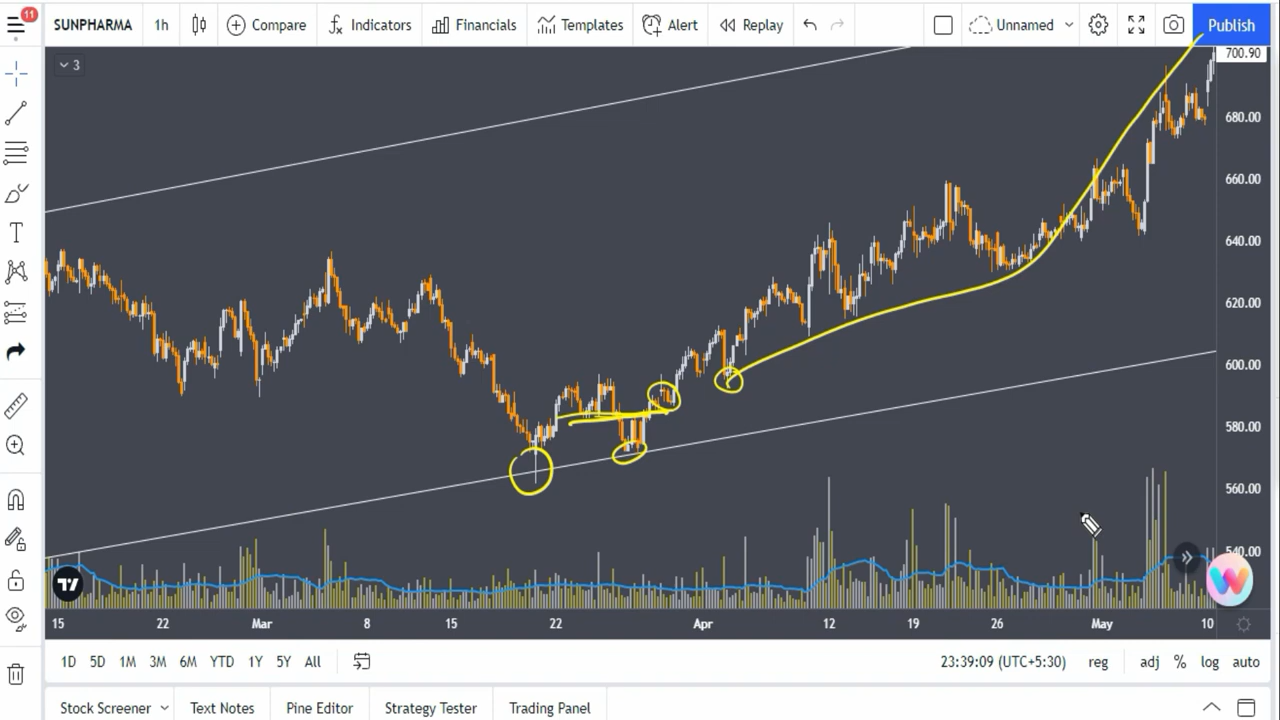 11
SUNPHARMA 1h Compare Indicators Financials Templates Alert Replay Unnamed Publish
3
700.90
680.00
660.00
640.00
620.00
600.00
580.00
560.00
540.00
15 22 Mar 8 15 22 Apr 12 19 26 May 10
1D 5D 1M 3M 6M YTD 1Y 5Y All 23:39:09 (UTC+5:30) reg adj % log auto
Stock Screener Text Notes Pine Editor Strategy Tester Trading Panel